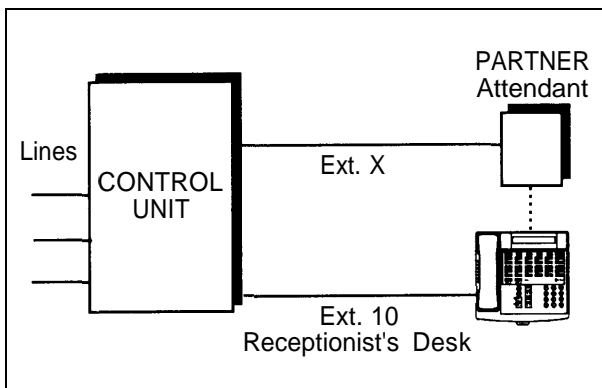 PARTNER
Attendant
Lines
CONTROL
UNIT
Ext. X
Ext. 10
Receptionist's Desk